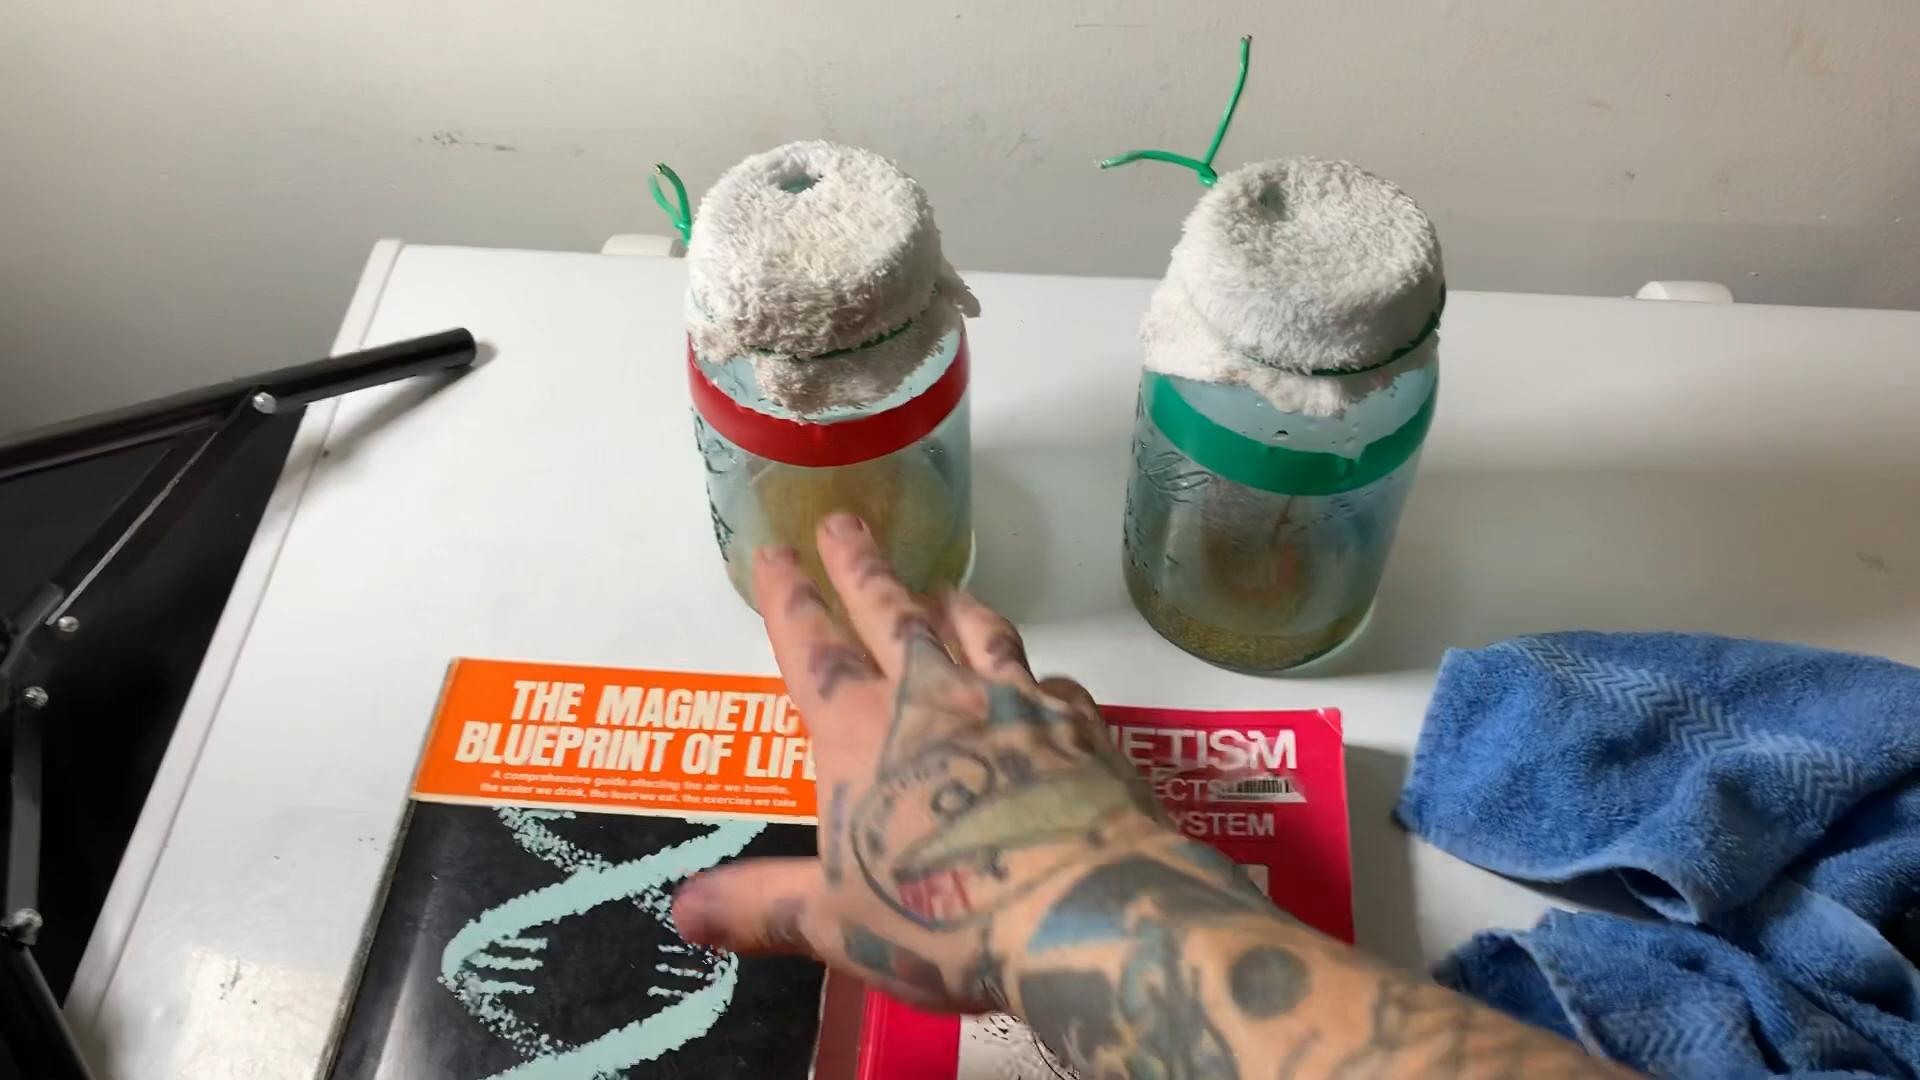 THE MAGNETIC
BLUEPRINT OF LIFE
A comprehensive guide affecting the air we breathe,
the water we drink, the food we eat, the exercise we take
ETISM
ECTS
YSTEM